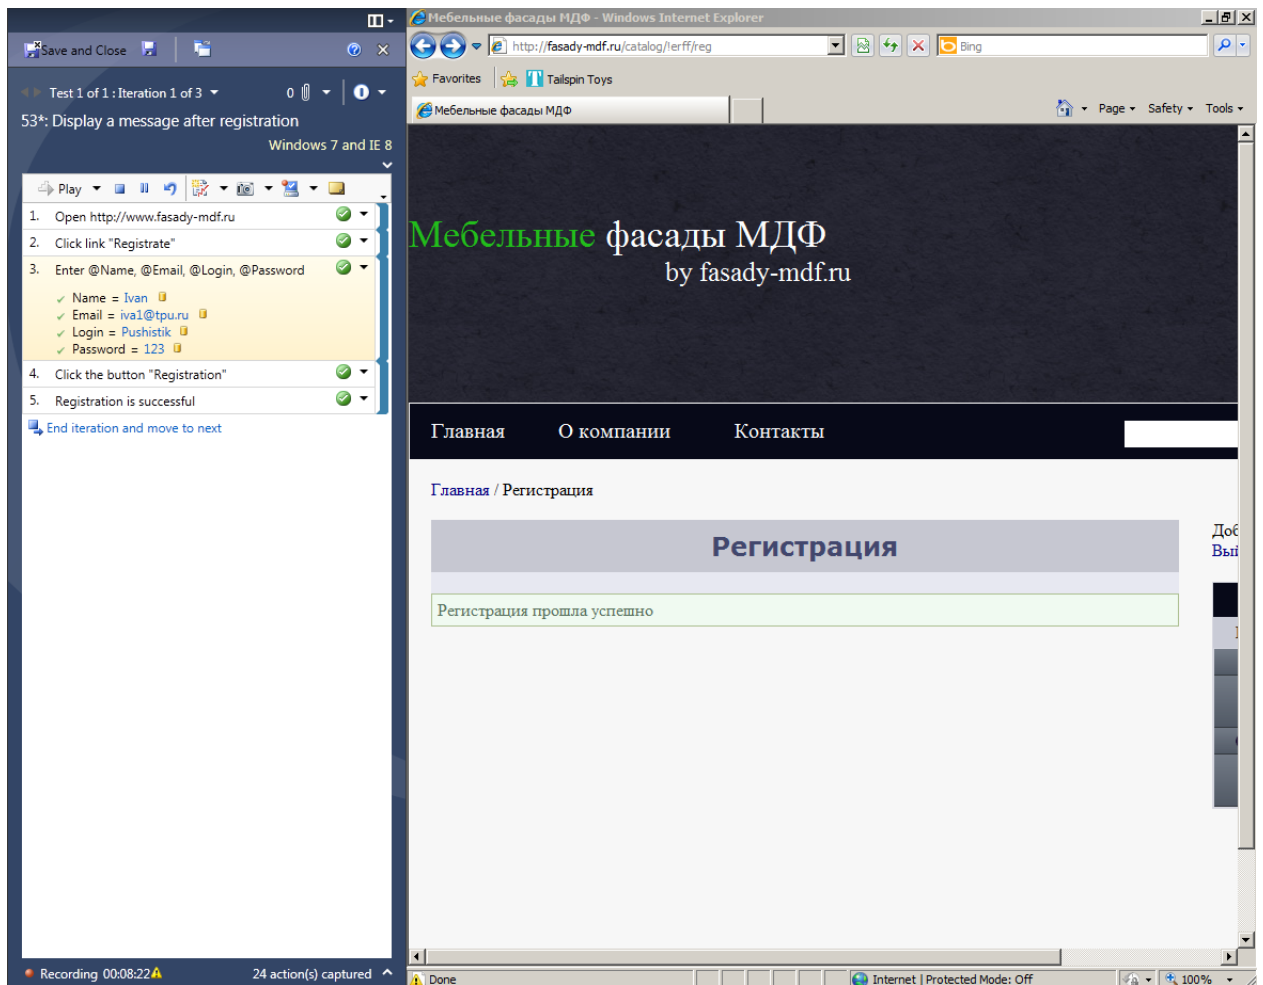 Save and Close
Test 1 of 1 : Iteration 1 of 3
0
53*: Display a message after registration
Windows 7 and IE 8
Play
1. Open http://www.fasady-mdf.ru
2. Click link "Registrate"
3. Enter @Name, @Email, @Login, @Password
Name = Ivan
Email = iva1@tpu.ru
Login = Pushistik
Password = 123
4. Click the button "Registration"
5. Registration is successful
End iteration and move to next
Recording 00:08:22
24 action(s) captured
Мебельные фасады МДФ - Windows Internet Explorer
http://fasady-mdf.ru/catalog/!erff/reg
Bing
Favorites
Tailspin Toys
Мебельные фасады МДФ
Page
Safety
Tools
Мебельные фасады МДФ
by fasady-mdf.ru
Главная
О компании
Контакты
Главная / Регистрация
Регистрация
Регистрация прошла успешно
Done
Internet | Protected Mode: Off
100%